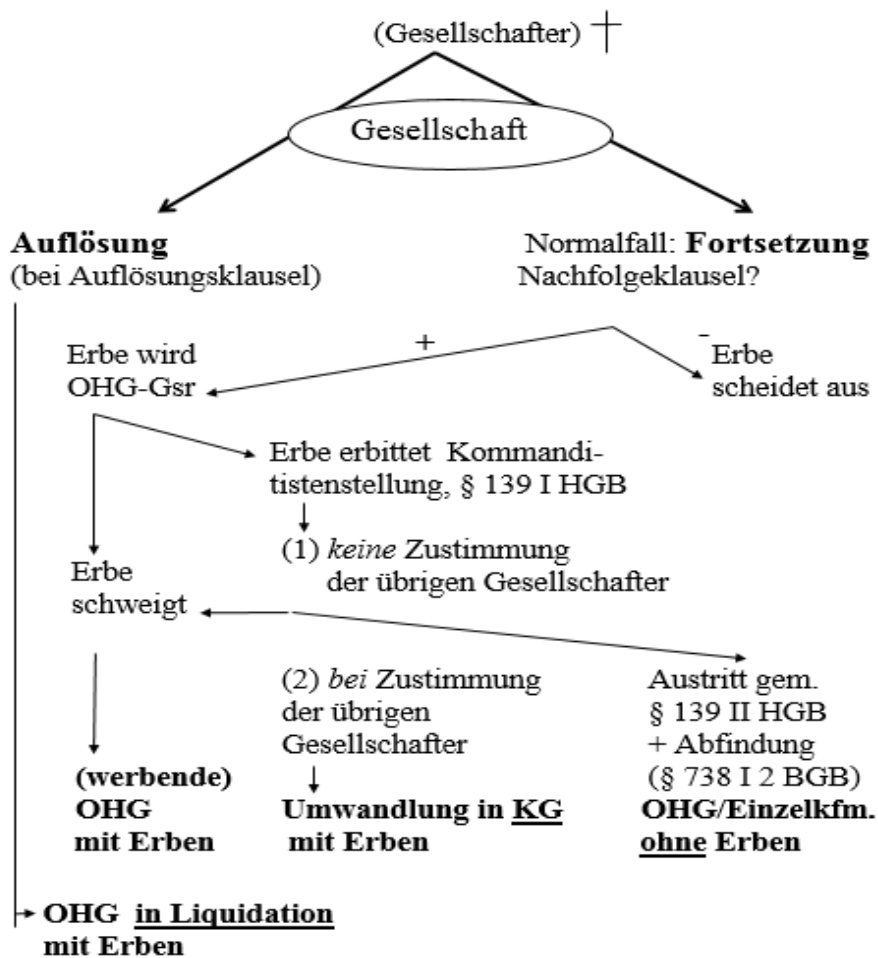 (Gesellschafter)
Gesellschaft
Auflösung
(bei Auflösungsklausel)
Normalfall: Fortsetzung
Nachfolgeklausel?
+
-
Erbe wird
OHG-Gsr
Erbe
scheidet aus
Erbe erbittet Kommandi-
tistenstellung, § 139 I HGB
(1) keine Zustimmung
der übrigen Gesellschafter
Erbe
schweigt
(2) bei Zustimmung
der übrigen
Gesellschafter
Austritt gem.
§ 139 II HGB
+ Abfindung
(§ 738 I 2 BGB)
(werbende)
OHG
mit Erben
Umwandlung in KG
mit Erben
OHG/Einzelkfm.
ohne Erben
OHG in Liquidation
mit Erben